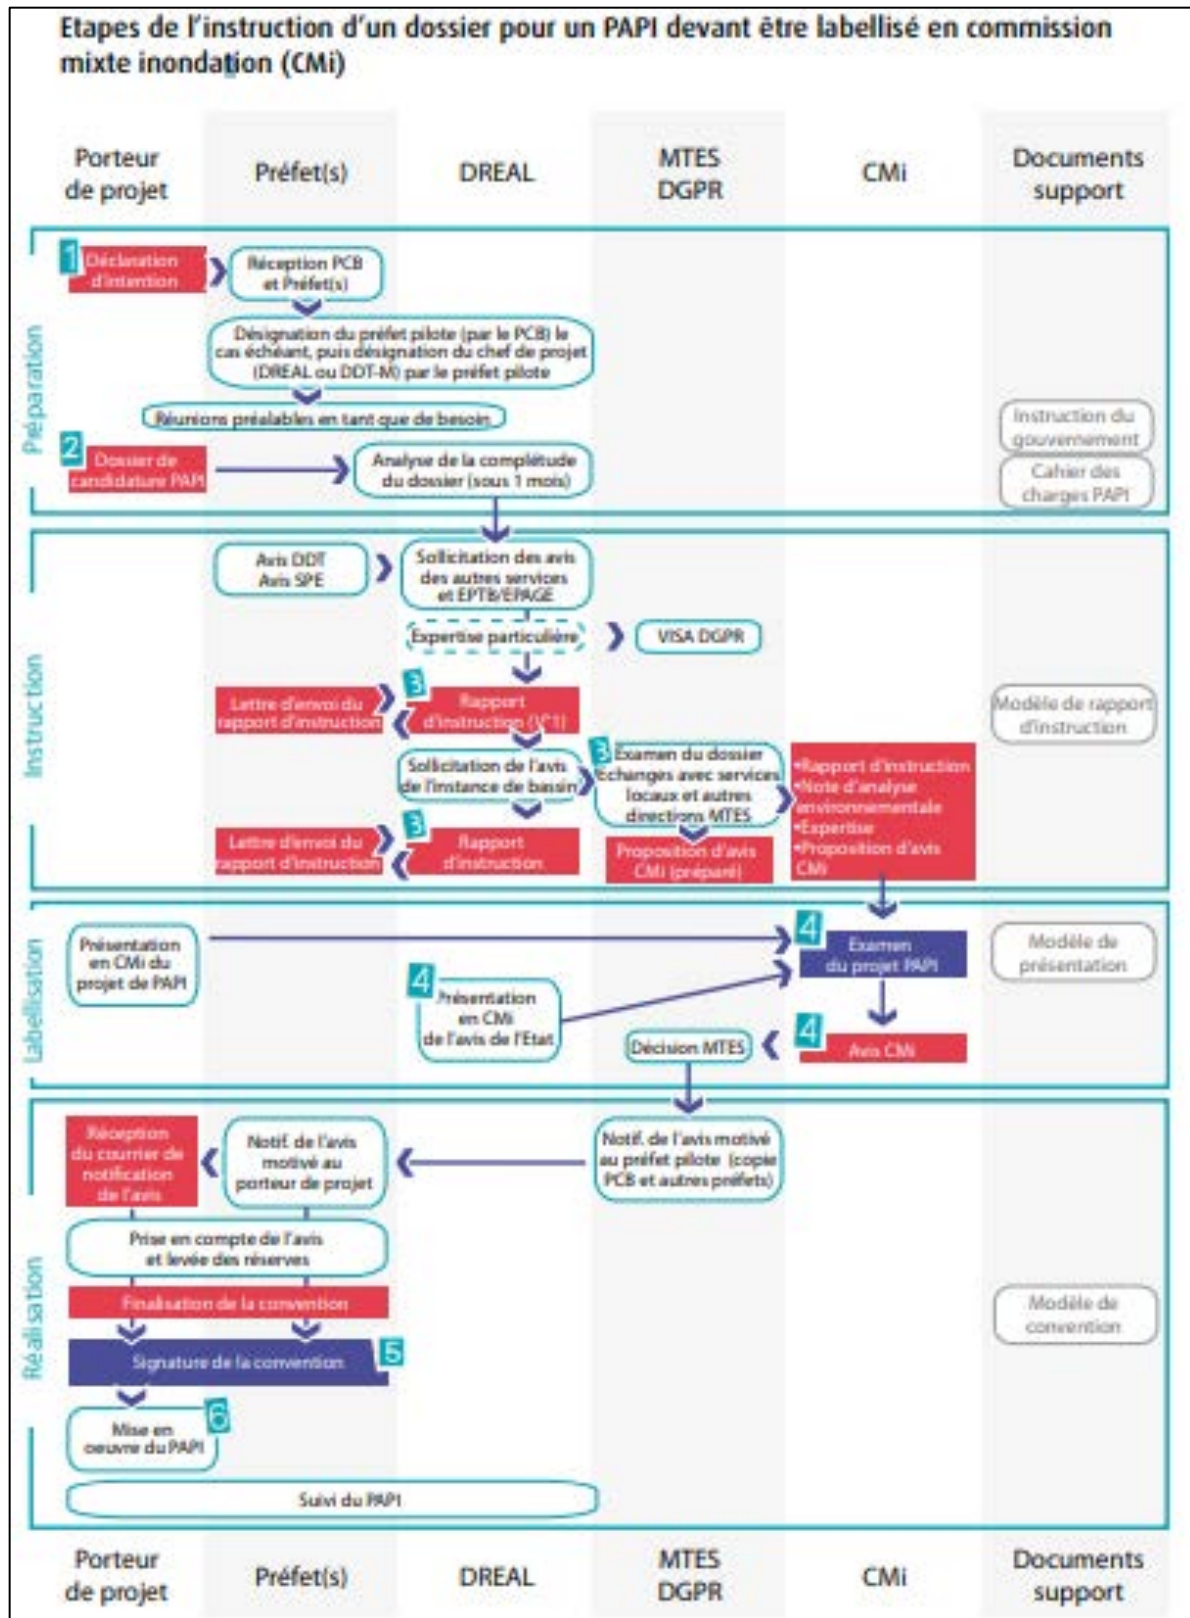 Etapes de l'instruction d'un dossier pour un PAPI devant être labellisé en commission
mixte inondation (CMi)
Porteur
de projet
Préfet(s)
DREAL
MTES
DGPR
CMi
Documents
support
Préparation
1
Déclaration
d'intention
Réception PCB
et Préfet(s)
Désignation du préfet pilote (par le PCB) le
cas échéant, puis désignation du chef de projet
(DREAL ou DDT-M) par le préfet pilote
Réunions préalables en tant que de besoin
2
Dossier de
candidature PAPI
Analyse de la complétude
du dossier (sous 1 mois)
Instruction du
gouvernement
Cahier des
charges PAPI
Instruction
Avis DDT
Avis SPE
Sollicitation des avis
des autres services
et EPTB/EPAGE
Expertise particulière
VISA DGPR
Lettre d'envoi du
rapport d'instruction
3
Rapport
d'instruction (V1)
Modèle de rapport
d'instruction
Sollicitation de l'avis
de l'instance de bassin
3
Examen du dossier
Echanges avec services
locaux et autres
directions MTES
•Rapport d'instruction
•Note d'analyse
environnementale
•Expertise
•Proposition d'avis
CMi
Lettre d'envoi du
rapport d'instruction
3
Rapport
d'instruction
Proposition d'avis
CMi (préparé)
Labellisation
Présentation
en CMi du
projet de PAPI
4
Examen
du projet PAPI
Modèle de
présentation
4
Présentation
en CMi
de l'avis de l'Etat
Décision MTES
4
Avis CMi
Réalisation
Réception
du courrier de
notification
de l'avis
Notif. de l'avis
motivé au
porteur de projet
Notif. de l'avis motivé
au préfet pilote (copie
PCB et autres préfets)
Prise en compte de l'avis
et levée des réserves
Finalisation de la convention
Modèle de
convention
Signature de la convention
5
6
Mise en
oeuvre du PAPI
Suivi du PAPI
Porteur
de projet
Préfet(s)
DREAL
MTES
DGPR
CMi
Documents
support